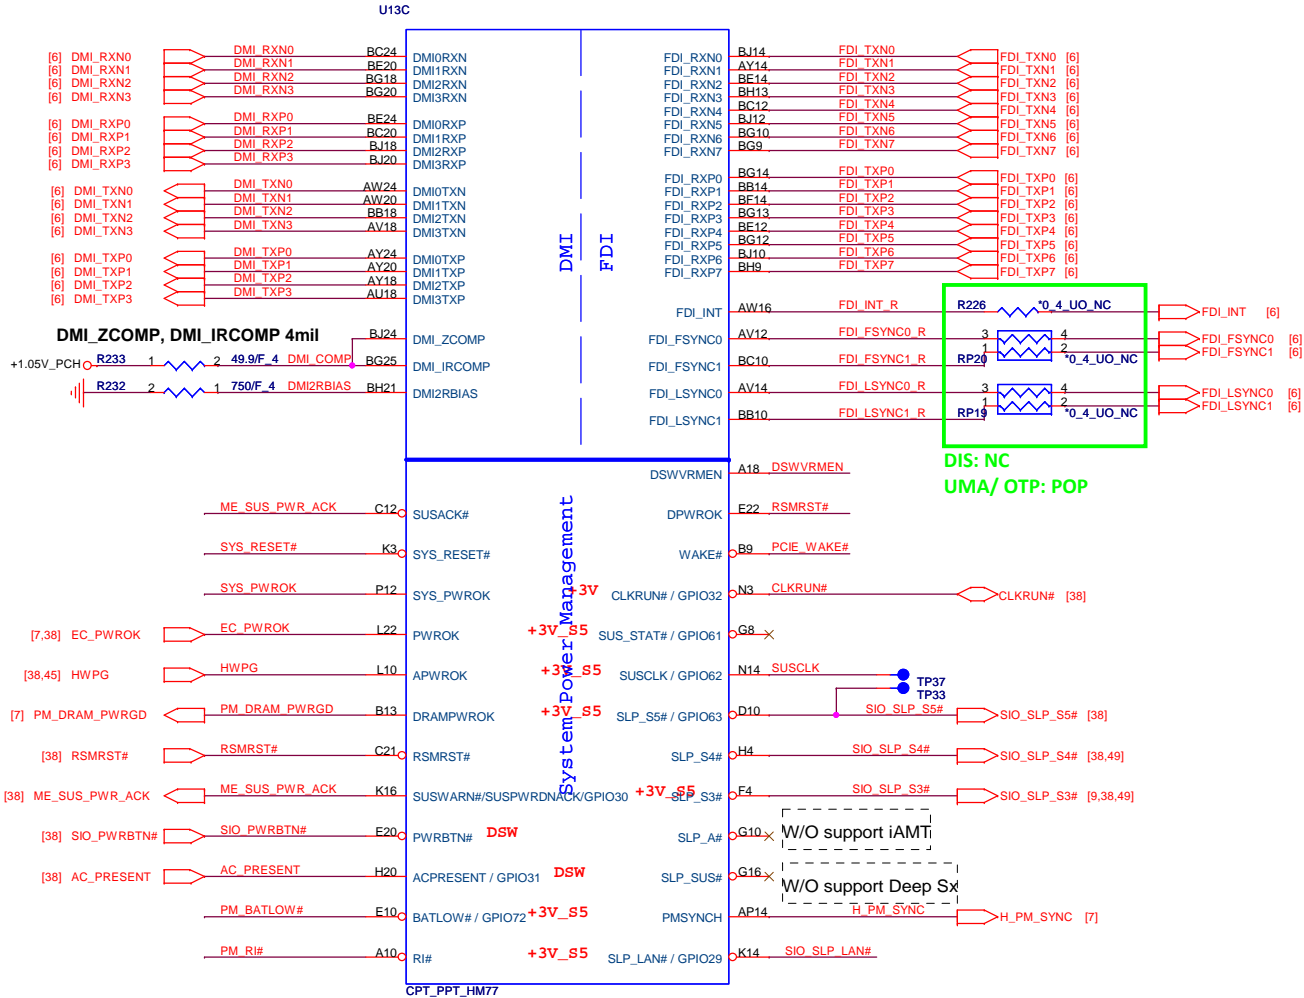 U13C
[6] DMI_RXN0 DMI_RXN0 BC24 DMI0RXN FDI_RXN0 BJ14 FDI_TXN0 FDI_TXN0 [6]
[6] DMI_RXN1 DMI_RXN1 BE20 DMI1RXN FDI_RXN1 AY14 FDI_TXN1 FDI_TXN1 [6]
[6] DMI_RXN2 DMI_RXN2 BG18 DMI2RXN FDI_RXN2 BE14 FDI_TXN2 FDI_TXN2 [6]
[6] DMI_RXN3 DMI_RXN3 BG20 DMI3RXN FDI_RXN3 BH13 FDI_TXN3 FDI_TXN3 [6]
FDI_RXN4 BC12 FDI_TXN4 FDI_TXN4 [6]
[6] DMI_RXP0 DMI_RXP0 BE24 DMI0RXP FDI_RXN5 BJ12 FDI_TXN5 FDI_TXN5 [6]
[6] DMI_RXP1 DMI_RXP1 BC20 DMI1RXP FDI_RXN6 BG10 FDI_TXN6 FDI_TXN6 [6]
[6] DMI_RXP2 DMI_RXP2 BJ18 DMI2RXP FDI_RXN7 BG9 FDI_TXN7 FDI_TXN7 [6]
[6] DMI_RXP3 DMI_RXP3 BJ20 DMI3RXP
FDI_RXP0 BG14 FDI_TXP0 FDI_TXP0 [6]
[6] DMI_TXN0 DMI_TXN0 AW24 DMI0TXN FDI_RXP1 BB14 FDI_TXP1 FDI_TXP1 [6]
[6] DMI_TXN1 DMI_TXN1 AW20 DMI1TXN FDI_RXP2 BF14 FDI_TXP2 FDI_TXP2 [6]
[6] DMI_TXN2 DMI_TXN2 BB18 DMI2TXN FDI_RXP3 BG13 FDI_TXP3 FDI_TXP3 [6]
[6] DMI_TXN3 DMI_TXN3 AV18 DMI3TXN FDI_RXP4 BE12 FDI_TXP4 FDI_TXP4 [6]
FDI_RXP5 BG12 FDI_TXP5 FDI_TXP5 [6]
[6] DMI_TXP0 DMI_TXP0 AY24 DMI0TXP FDI_RXP6 BJ10 FDI_TXP6 FDI_TXP6 [6]
[6] DMI_TXP1 DMI_TXP1 AY20 DMI1TXP FDI_RXP7 BH9 FDI_TXP7 FDI_TXP7 [6]
[6] DMI_TXP2 DMI_TXP2 AY18 DMI2TXP
[6] DMI_TXP3 DMI_TXP3 AU18 DMI3TXP
DMI
FDI
FDI_INT AW16 FDI_INT_R R226 *0_4_UO_NC FDI_INT [6]
DMI_ZCOMP, DMI_IRCOMP 4mil
BJ24 DMI_ZCOMP FDI_FSYNC0 AV12 FDI_FSYNC0_R 3 4 FDI_FSYNC0 [6]
1 2 FDI_FSYNC1 [6]
+1.05V_PCH R233 1 2 49.9/F_4 DMI_COMP BG25 DMI_IRCOMP FDI_FSYNC1 BC10 FDI_FSYNC1_R RP20 *0_4_UO_NC
R232 2 1 750/F_4 DMI2RBIAS BH21 DMI2RBIAS FDI_LSYNC0 AV14 FDI_LSYNC0_R 3 4 FDI_LSYNC0 [6]
1 2 FDI_LSYNC1 [6]
FDI_LSYNC1 BB10 FDI_LSYNC1_R RP19 *0_4_UO_NC
DIS: NC
UMA/ OTP: POP
System Power Management
DSWVRMEN A18 DSWVRMEN
ME_SUS_PWR_ACK C12 SUSACK# DPWROK E22 RSMRST#
SYS_RESET# K3 SYS_RESET# WAKE# B9 PCIE_WAKE#
SYS_PWROK P12 SYS_PWROK +3V CLKRUN# / GPIO32 N3 CLKRUN# CLKRUN# [38]
[7,38] EC_PWROK EC_PWROK L22 PWROK +3V_S5 SUS_STAT# / GPIO61 G8
[38,45] HWPG HWPG L10 APWROK +3V_S5 SUSCLK / GPIO62 N14 SUSCLK TP37
TP33
[7] PM_DRAM_PWRGD PM_DRAM_PWRGD B13 DRAMPWROK +3V_S5 SLP_S5# / GPIO63 D10 SIO_SLP_S5# SIO_SLP_S5# [38]
[38] RSMRST# RSMRST# C21 RSMRST# SLP_S4# H4 SIO_SLP_S4# SIO_SLP_S4# [38,49]
[38] ME_SUS_PWR_ACK ME_SUS_PWR_ACK K16 SUSWARN#/SUSPWRDNACK/GPIO30 +3V_S5 SLP_S3# F4 SIO_SLP_S3# SIO_SLP_S3# [9,38,49]
[38] SIO_PWRBTN# SIO_PWRBTN# E20 PWRBTN# DSW SLP_A# G10 W/O support iAMT
[38] AC_PRESENT AC_PRESENT H20 ACPRESENT / GPIO31 DSW SLP_SUS# G16 W/O support Deep Sx
PM_BATLOW# E10 BATLOW# / GPIO72 +3V_S5 PMSYNCH AP14 H_PM_SYNC H_PM_SYNC [7]
PM_RI# A10 RI# +3V_S5 SLP_LAN# / GPIO29 K14 SIO_SLP_LAN#
CPT_PPT_HM77